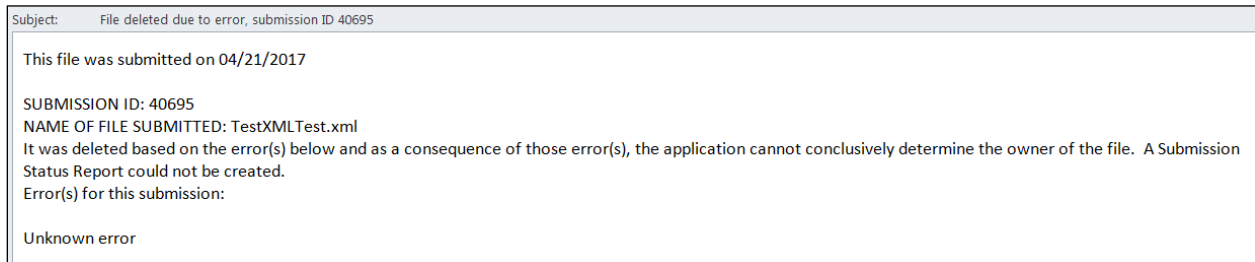 Subject: File deleted due to error, submission ID 40695
This file was submitted on 04/21/2017
SUBMISSION ID: 40695
NAME OF FILE SUBMITTED: TestXMLTest.xml
It was deleted based on the error(s) below and as a consequence of those error(s), the application cannot conclusively determine the owner of the file.  A Submission
Status Report could not be created.
Error(s) for this submission:
Unknown error